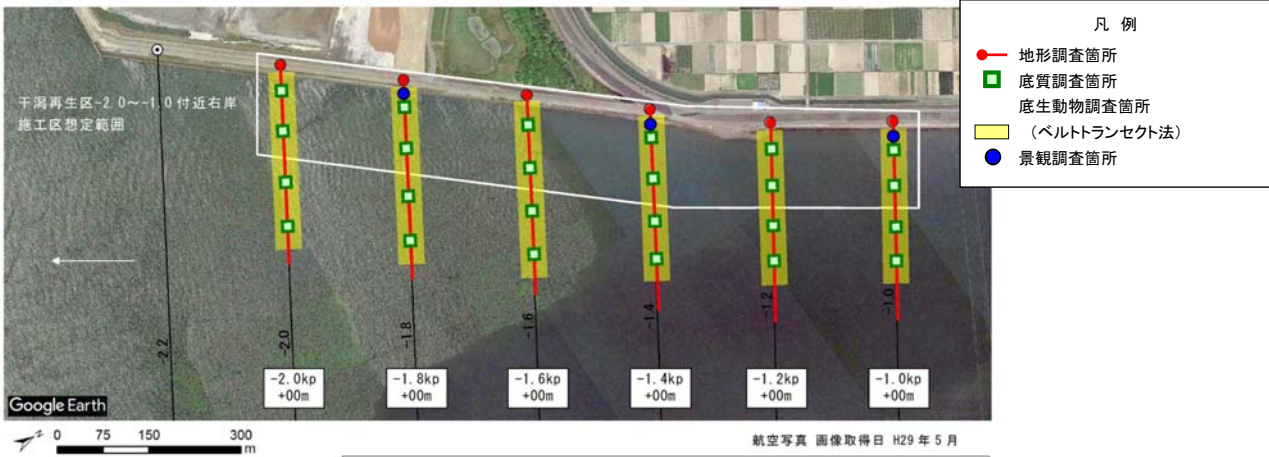 凡 例
地形調査箇所
底質調査箇所
底生動物調査箇所
（ベルトトランセクト法）
景観調査箇所
干潟再生区-2.0～-1.0付近右岸
施工区想定範囲
-2.2
-2.0
-1.8
-1.6
-1.4
-1.2
-1.0
-2.0kp
+00m
-1.8kp
+00m
-1.6kp
+00m
-1.4kp
+00m
-1.2kp
+00m
-1.0kp
+00m
Google Earth
Z
0 75 150 300
m
航空写真 画像取得日 H29年5月